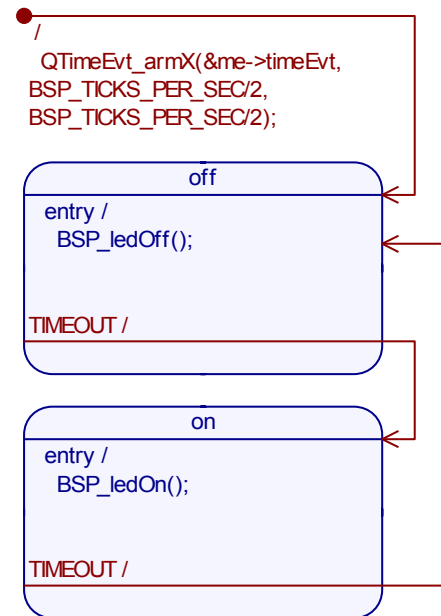 /
QTimeEvt_armX(&me->timeEvt,
BSP_TICKS_PER_SEC/2,
BSP_TICKS_PER_SEC/2);
off
entry /
BSP_ledOff();
TIMEOUT /
on
entry /
BSP_ledOn();
TIMEOUT /